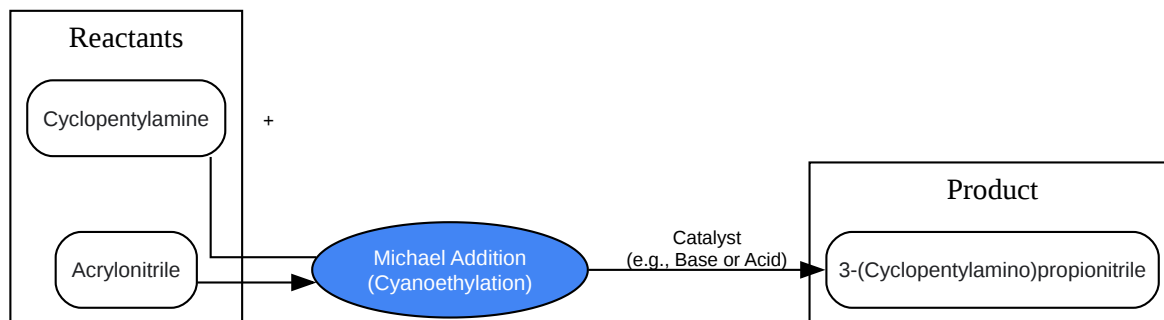 Reactants
Cyclopentylamine
+
Acrylonitrile
Michael Addition
(Cyanoethylation)
Catalyst
(e.g., Base or Acid)
Product
3-(Cyclopentylamino)propionitrile